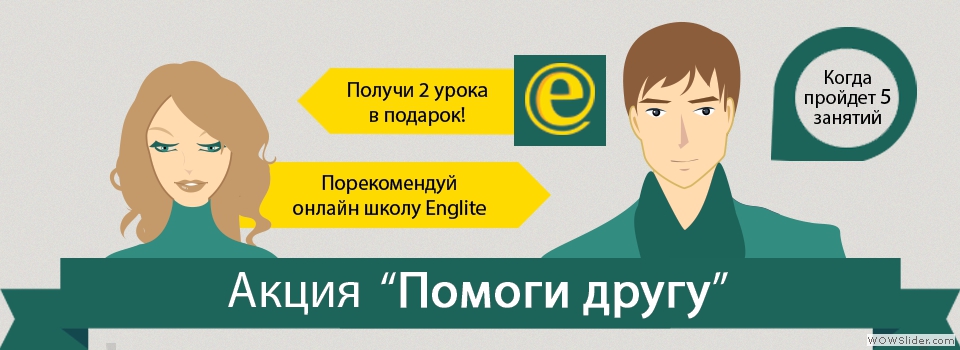 Получи 2 урока
в подарок!
e
Когда
пройдет 5
занятий
Порекомендуй
онлайн школу Englite
Акция “Помоги другу”
WOWSlider.com